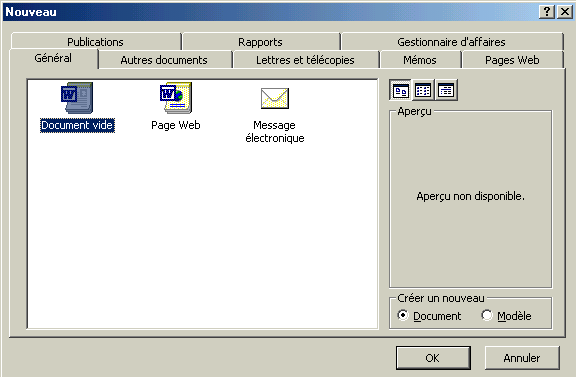 Nouveau
Publications Rapports Gestionnaire d'affaires
Général Autres documents Lettres et télécopies Mémos Pages Web
Document vide Page Web Message
électronique
Aperçu
Aperçu non disponible.
Créer un nouveau
Document Modèle
OK Annuler